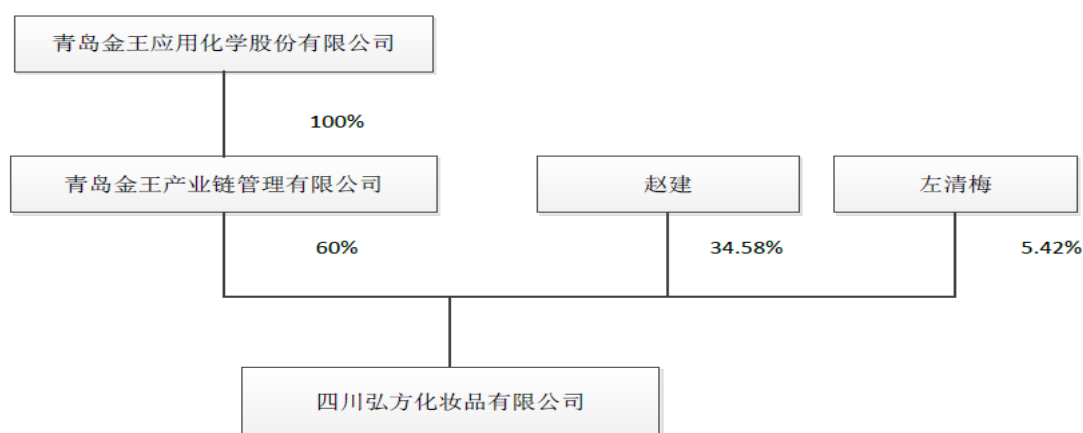 青岛金王应用化学股份有限公司
100%
青岛金王产业链管理有限公司
赵建
左清梅
60%
34.58%
5.42%
四川弘方化妆品有限公司